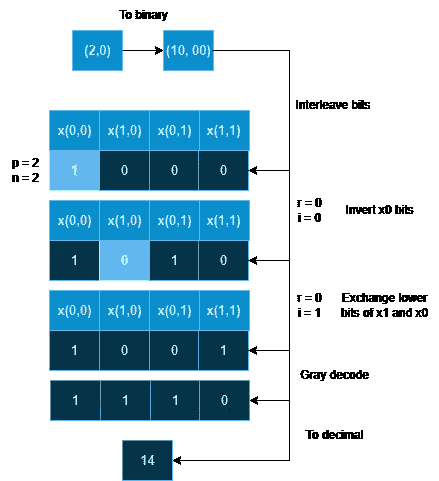 To binary
(2,0) (10, 00)
Interleave bits
x(0,0) x(1,0) x(0,1) x(1,1)
p = 2
n = 2
1 0 0 0
r = 0
i = 0
Invert x0 bits
x(0,0) x(1,0) x(0,1) x(1,1)
1 0 1 0
r = 0
i = 1
Exchange lower
bits of x1 and x0
x(0,0) x(1,0) x(0,1) x(1,1)
1 0 0 1
Gray decode
1 1 1 0
To decimal
14